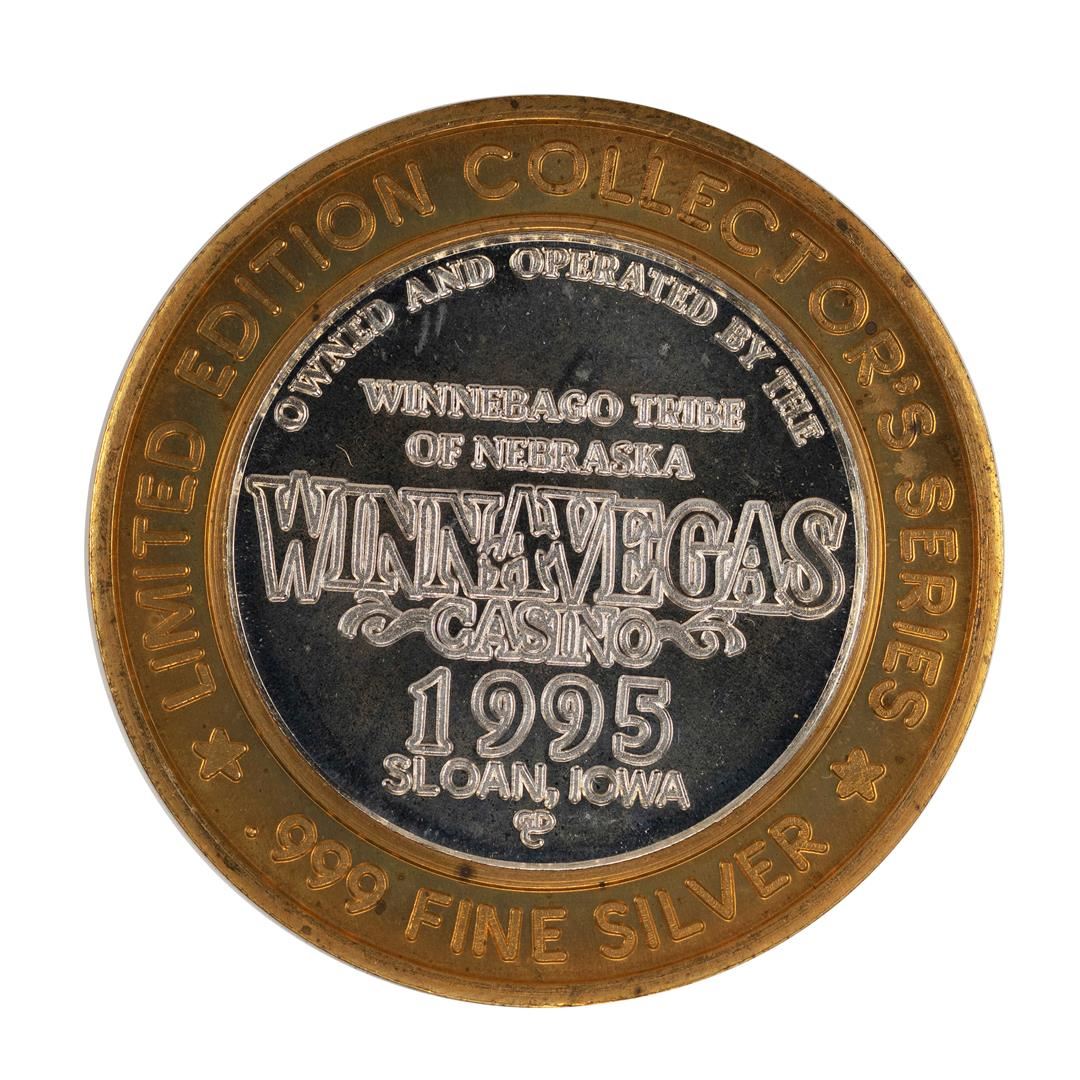 LIMITED EDITION COLLECTOR'S SERIES
OWNED AND OPERATED BY THE
WINNEBAGO TRIBE
OF NEBRASKA
WINNAVEGAS
CASINO
1995
SLOAN, IOWA
.999 FINE SILVER